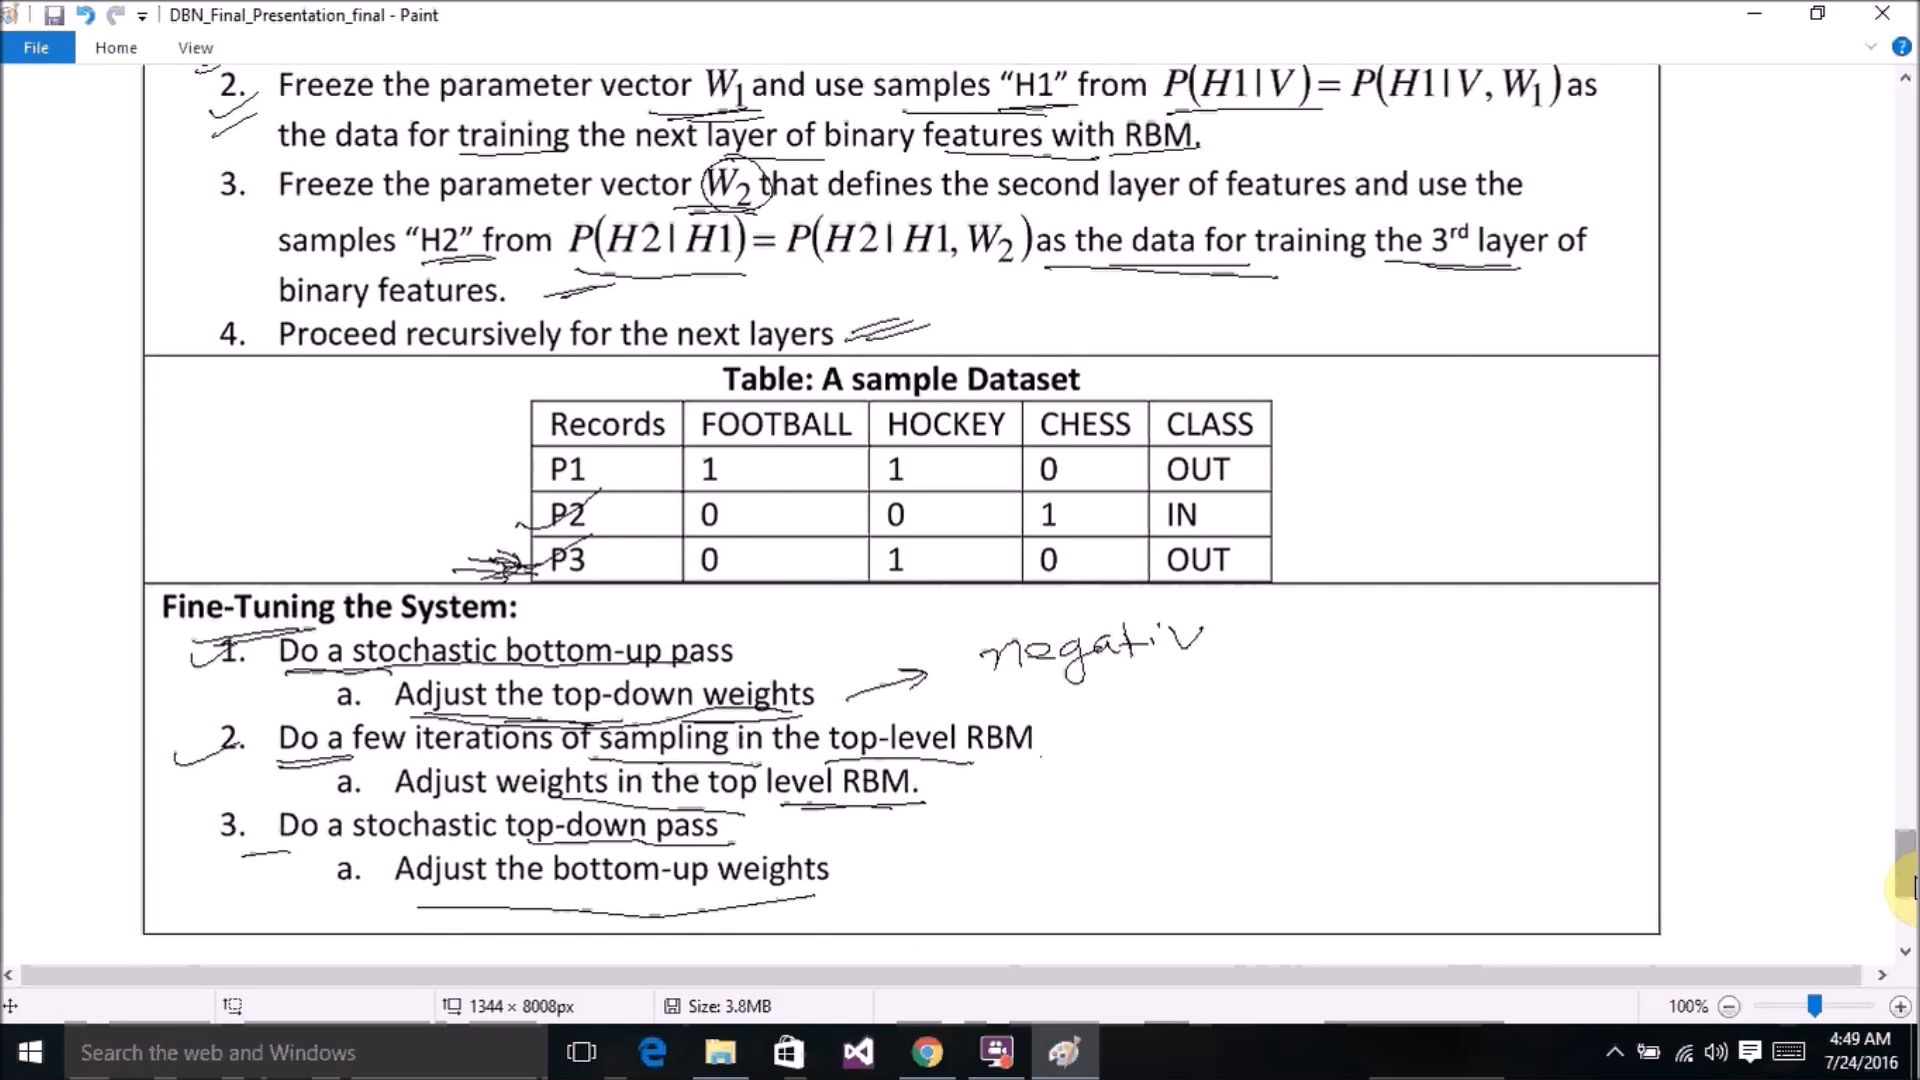 DBN_Final_Presentation_final - Paint
File Home View
2. Freeze the parameter vector W₁ and use samples “H1” from P(H1|V) = P(H1|V, W₁) as
the data for training the next layer of binary features with RBM.
3. Freeze the parameter vector W₂ that defines the second layer of features and use the
samples “H2” from P(H2|H1) = P(H2|H1, W₂) as the data for training the 3rd layer of
binary features.
4. Proceed recursively for the next layers
Table: A sample Dataset
Records FOOTBALL HOCKEY CHESS CLASS
P1 1 1 0 OUT
P2 0 0 1 IN
P3 0 1 0 OUT
Fine-Tuning the System:
1. Do a stochastic bottom-up pass
negativ
a. Adjust the top-down weights
2. Do a few iterations of sampling in the top-level RBM
a. Adjust weights in the top level RBM.
3. Do a stochastic top-down pass
a. Adjust the bottom-up weights
1344 × 8008px Size: 3.8MB 100%
Search the web and Windows
4:49 AM
7/24/2016